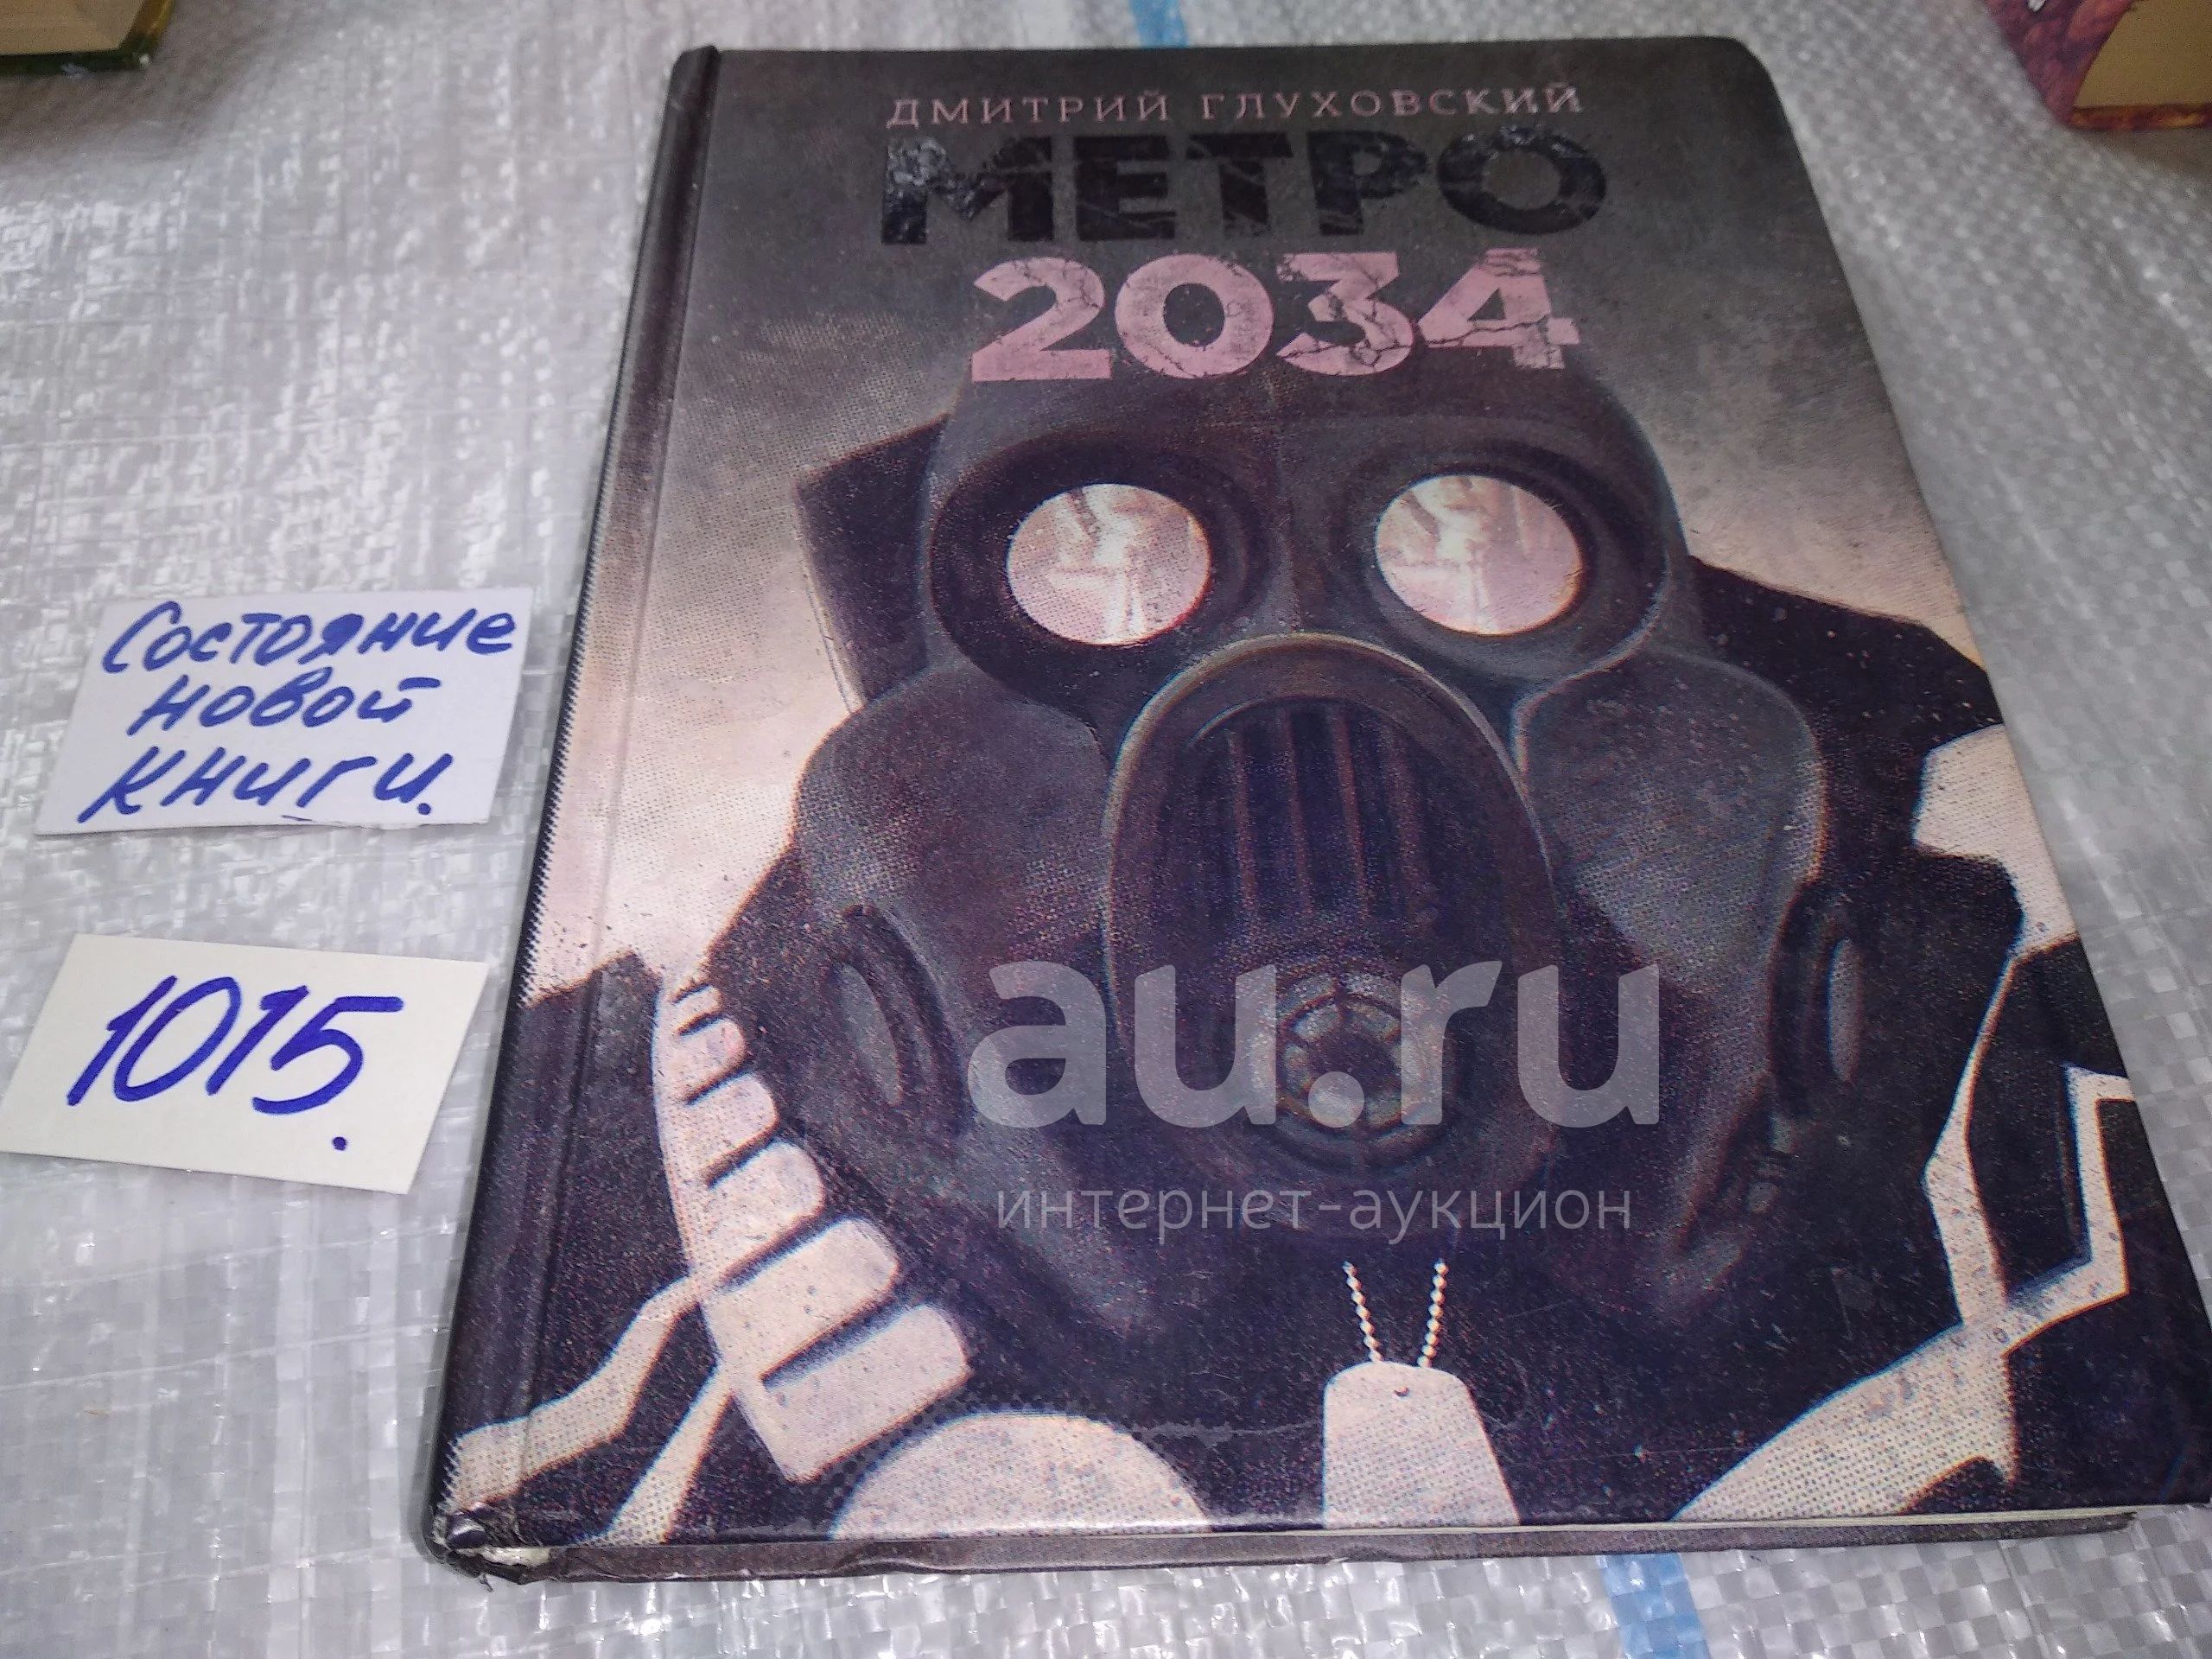 ДМИТРИЙ ГЛУХОВСКИЙ
МЕТРО
2034
Состояние
новой
книги.
1015.
au.ru
интернет-аукцион